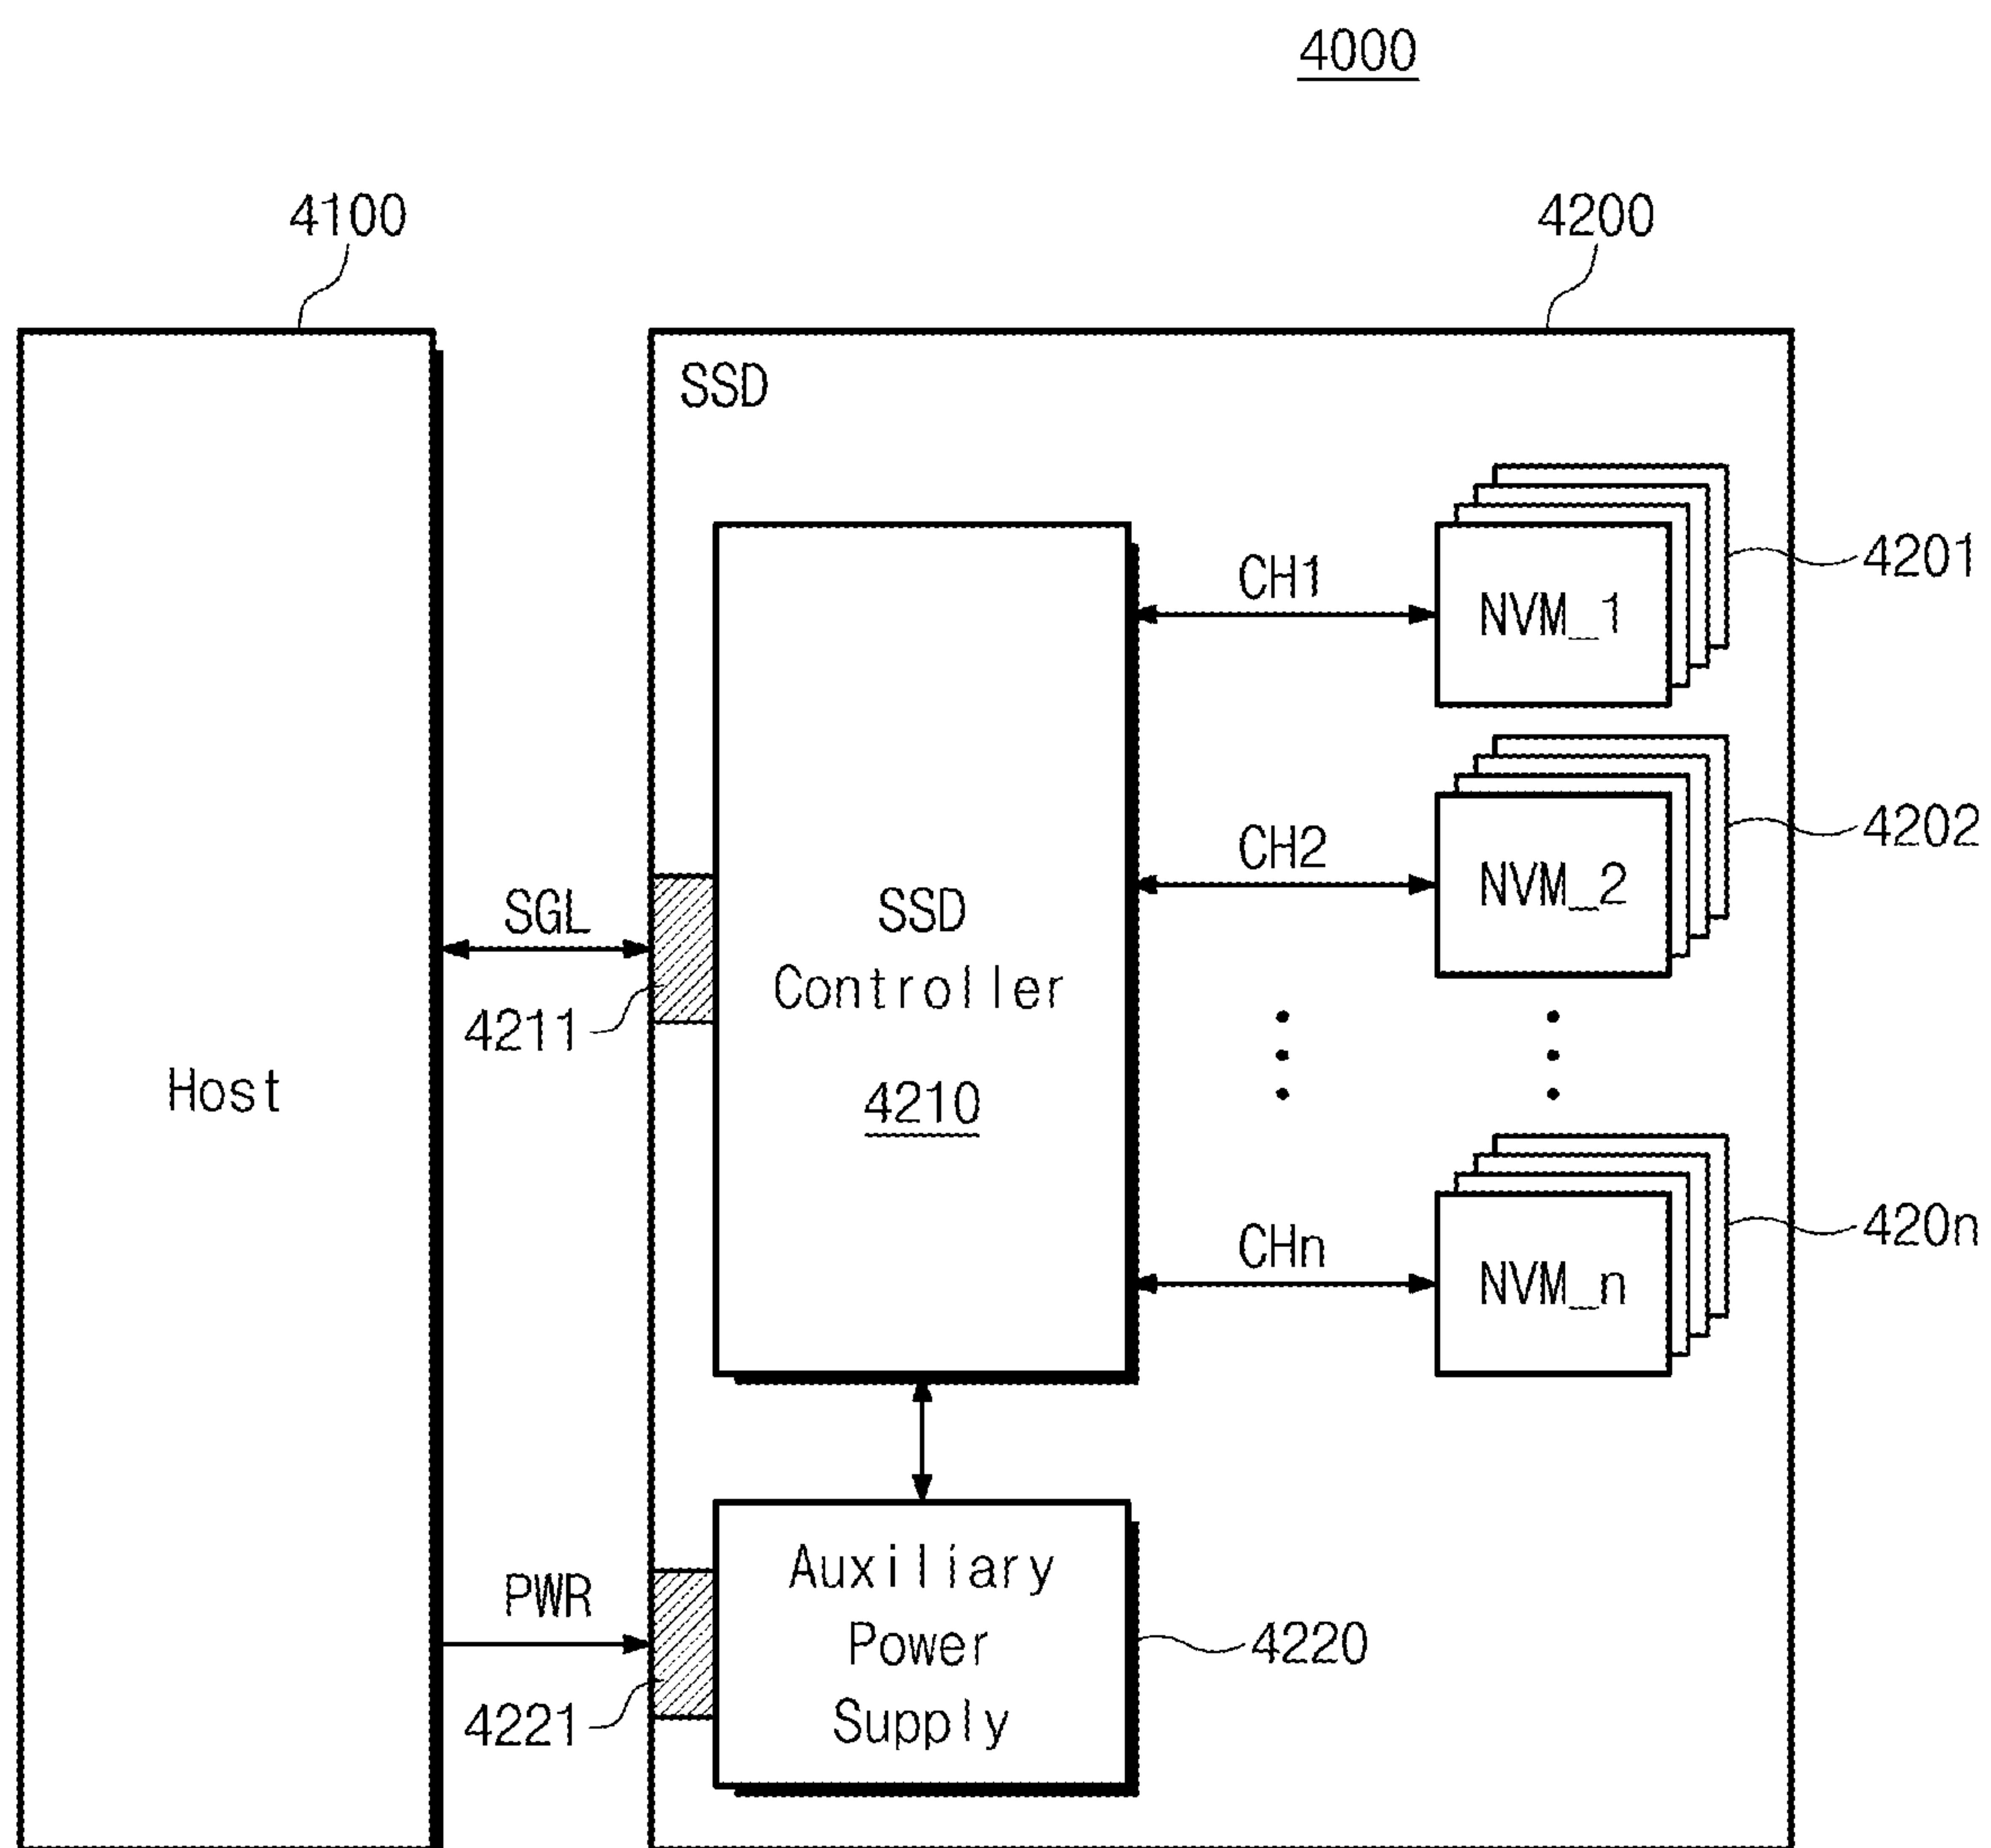 4000
4100
4200
SSD
4201
CH1
NVM_1
4202
CH2
NVM_2
SGL
SSD
Controller
4211
4210
Host
420n
CHn
NVM_n
PWR
Auxiliary
Power
Supply
4220
4221